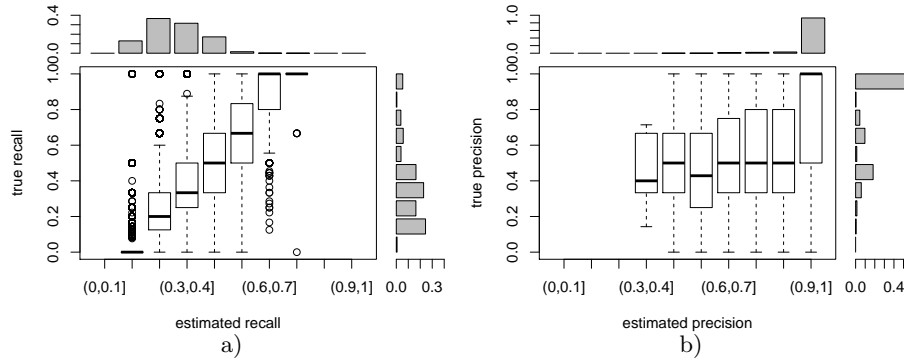 0.0 0.4
true recall
0.0 0.2 0.4 0.6 0.8 1.0
(0,0.1] (0.3,0.4] (0.6,0.7] (0.9,1]
estimated recall
0.0 0.3
a)
0.0 1.0
true precision
0.0 0.2 0.4 0.6 0.8 1.0
(0,0.1] (0.3,0.4] (0.6,0.7] (0.9,1]
estimated precision
0.0 0.4
b)